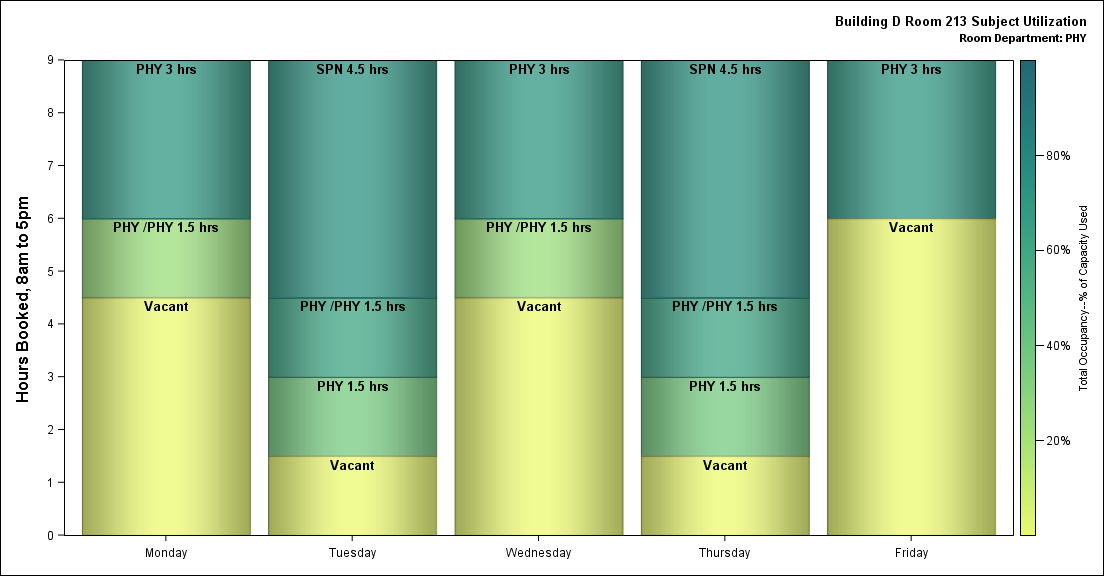 Building D Room 213 Subject Utilization
Room Department: PHY
Hours Booked, 8am to 5pm
9
8
7
6
5
4
3
2
1
0
PHY 3 hrs
PHY /PHY 1.5 hrs
Vacant
SPN 4.5 hrs
PHY /PHY 1.5 hrs
PHY 1.5 hrs
Vacant
PHY 3 hrs
PHY /PHY 1.5 hrs
Vacant
SPN 4.5 hrs
PHY /PHY 1.5 hrs
PHY 1.5 hrs
Vacant
PHY 3 hrs
Vacant
Monday Tuesday Wednesday Thursday Friday
80%
60%
40%
20%
Total Occupancy--% of Capacity Used